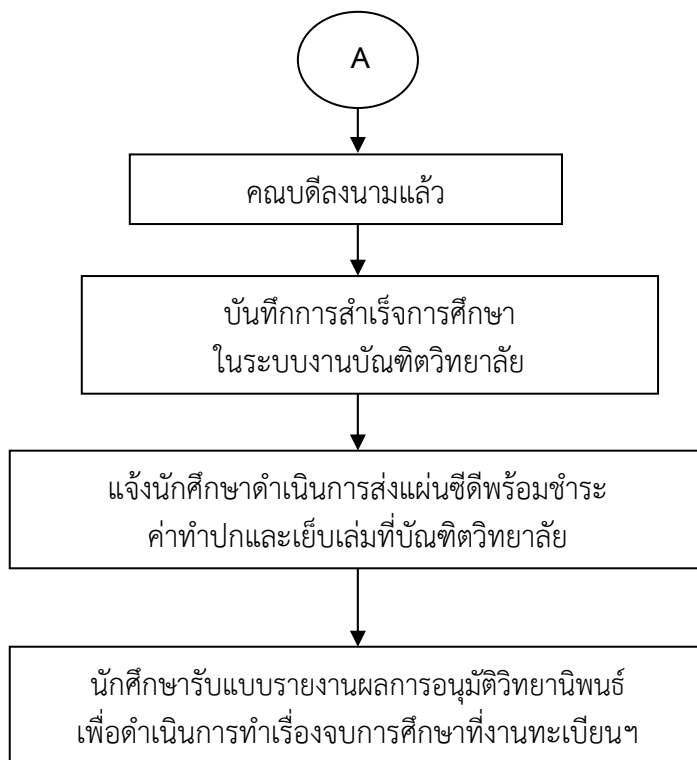 A
คณบดีลงนามแล้ว
บันทึกการสำเร็จการศึกษา
ในระบบงานบัณฑิตวิทยาลัย
แจ้งนักศึกษาดำเนินการส่งแผ่นซีดีพร้อมชำระ
ค่าทำปกและเย็บเล่มที่บัณฑิตวิทยาลัย
นักศึกษารับแบบรายงานผลการอนุมัติวิทยานิพนธ์
เพื่อดำเนินการทำเรื่องจบการศึกษาที่งานทะเบียนฯ